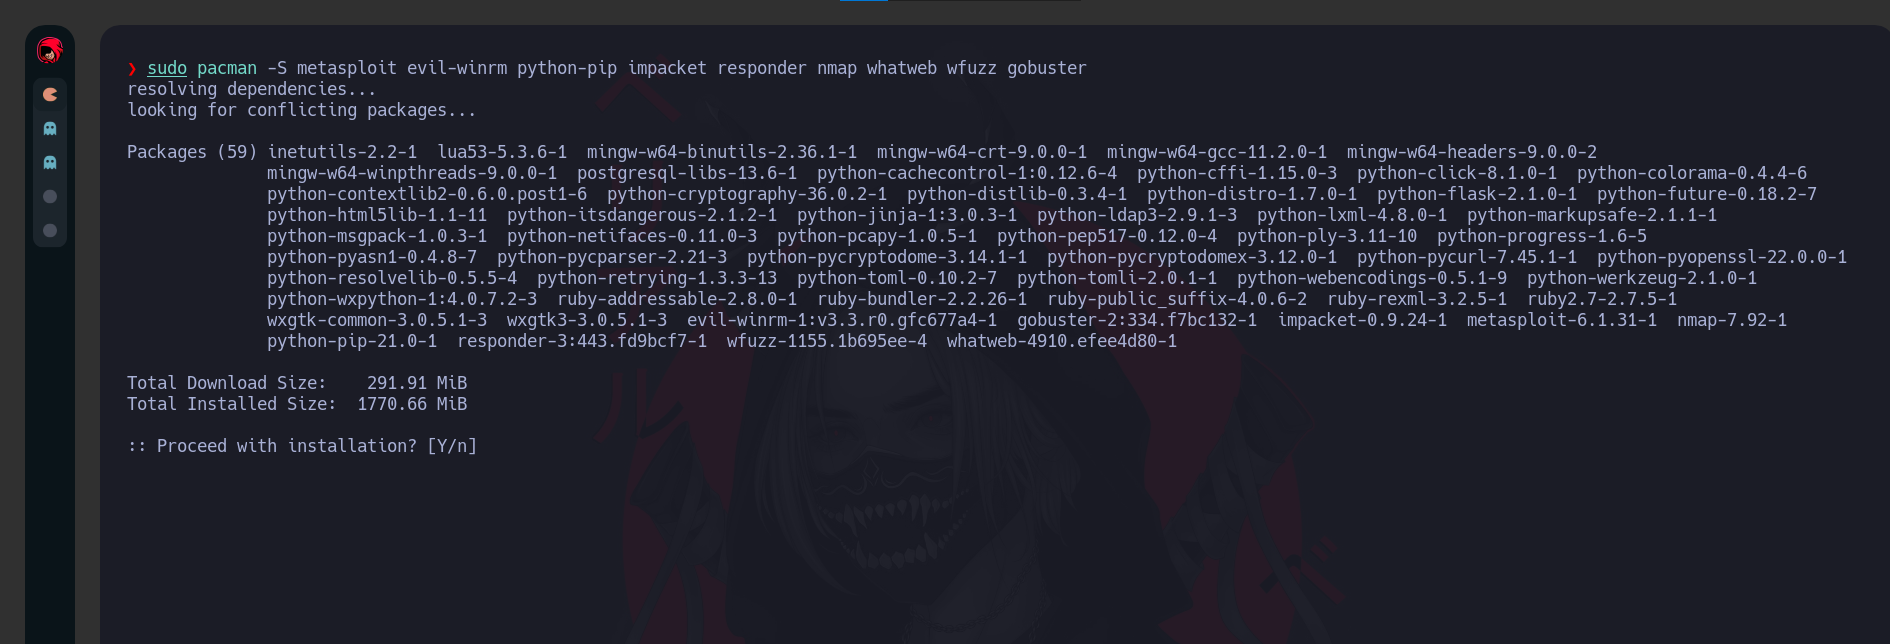 ❯ sudo pacman -S metasploit evil-winrm python-pip impacket responder nmap whatweb wfuzz gobuster
resolving dependencies...
looking for conflicting packages...
Packages (59) inetutils-2.2-1  lua53-5.3.6-1  mingw-w64-binutils-2.36.1-1  mingw-w64-crt-9.0.0-1  mingw-w64-gcc-11.2.0-1  mingw-w64-headers-9.0.0-2
mingw-w64-winpthreads-9.0.0-1  postgresql-libs-13.6-1  python-cachecontrol-1:0.12.6-4  python-cffi-1.15.0-3  python-click-8.1.0-1  python-colorama-0.4.4-6
python-contextlib2-0.6.0.post1-6  python-cryptography-36.0.2-1  python-distlib-0.3.4-1  python-distro-1.7.0-1  python-flask-2.1.0-1  python-future-0.18.2-7
python-html5lib-1.1-11  python-itsdangerous-2.1.2-1  python-jinja-1:3.0.3-1  python-ldap3-2.9.1-3  python-lxml-4.8.0-1  python-markupsafe-2.1.1-1
python-msgpack-1.0.3-1  python-netifaces-0.11.0-3  python-pcapy-1.0.5-1  python-pep517-0.12.0-4  python-ply-3.11-10  python-progress-1.6-5
python-pyasn1-0.4.8-7  python-pycparser-2.21-3  python-pycryptodome-3.14.1-1  python-pycryptodomex-3.12.0-1  python-pycurl-7.45.1-1  python-pyopenssl-22.0.0-1
python-resolvelib-0.5.5-4  python-retrying-1.3.3-13  python-toml-0.10.2-7  python-tomli-2.0.1-1  python-webencodings-0.5.1-9  python-werkzeug-2.1.0-1
python-wxpython-1:4.0.7.2-3  ruby-addressable-2.8.0-1  ruby-bundler-2.2.26-1  ruby-public_suffix-4.0.6-2  ruby-rexml-3.2.5-1  ruby2.7-2.7.5-1
wxgtk-common-3.0.5.1-3  wxgtk3-3.0.5.1-3  evil-winrm-1:v3.3.r0.gfc677a4-1  gobuster-2:334.f7bc132-1  impacket-0.9.24-1  metasploit-6.1.31-1  nmap-7.92-1
python-pip-21.0-1  responder-3:443.fd9bcf7-1  wfuzz-1155.1b695ee-4  whatweb-4910.efee4d80-1
Total Download Size:    291.91 MiB
Total Installed Size:  1770.66 MiB
:: Proceed with installation? [Y/n]